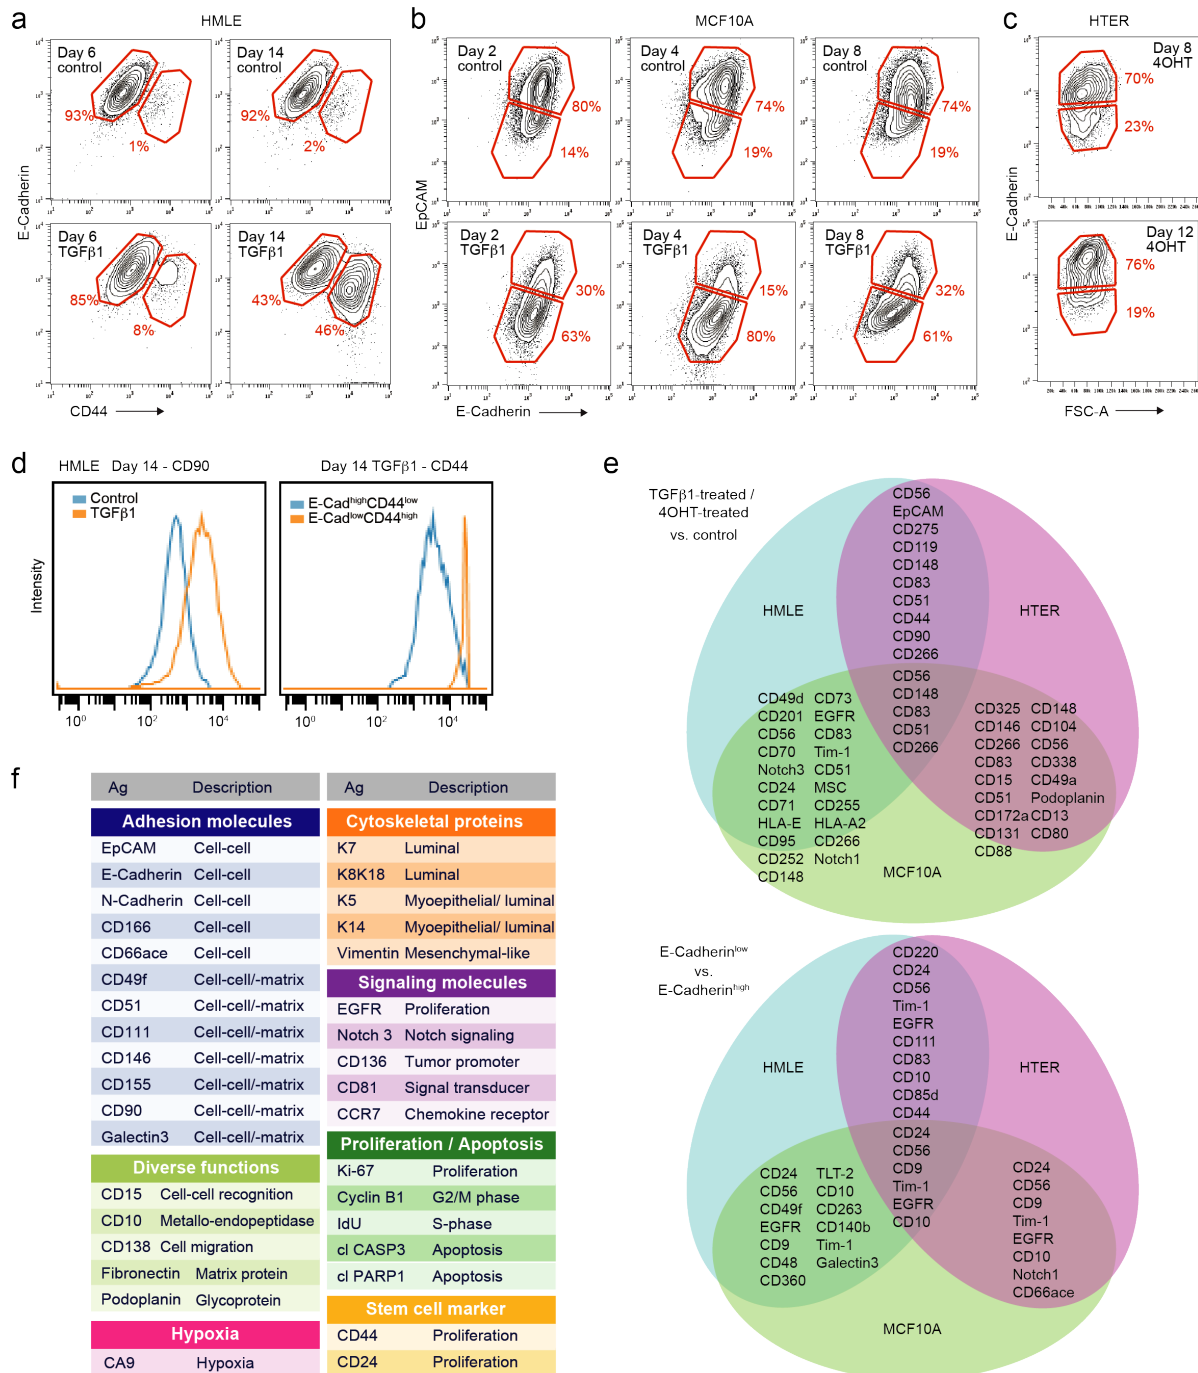 a
HMLE
Day 6
control
93%
1%
Day 14
control
92%
2%
Day 6
TGFβ1
85%
8%
Day 14
TGFβ1
43%
46%
E-Cadherin
CD44
b
MCF10A
Day 2
control
80%
14%
Day 4
control
74%
19%
Day 8
control
74%
19%
Day 2
TGFβ1
30%
63%
Day 4
TGFβ1
15%
80%
Day 8
TGFβ1
32%
61%
EpCAM
E-Cadherin
c
HTER
Day 8
4OHT
70%
23%
Day 12
4OHT
76%
19%
E-Cadherin
FSC-A
d
HMLE Day 14 - CD90
Control
TGFβ1
Day 14 TGFβ1 - CD44
E-CadhighCD44low
E-CadlowCD44high
Intensity
10^0 10^2 10^4
10^0 10^2 10^4
e
TGFβ1-treated /
4OHT-treated
vs. control
HMLE
HTER
MCF10A
CD56
EpCAM
CD275
CD119
CD148
CD83
CD51
CD44
CD90
CD266
CD56
CD148
CD83
CD51
CD266
CD49d CD73
CD201 EGFR
CD56 CD83
CD70 Tim-1
Notch3 CD51
CD24 MSC
CD71 CD255
HLA-E HLA-A2
CD95 CD266
CD252 Notch1
CD148
CD325 CD148
CD146 CD104
CD266 CD56
CD83 CD338
CD15 CD49a
CD51 Podoplanin
CD172a CD13
CD131 CD80
CD88
E-Cadherinlow
vs.
E-Cadherinhigh
HMLE
HTER
MCF10A
CD220
CD24
CD56
Tim-1
EGFR
CD111
CD83
CD10
CD85d
CD44
CD24
CD56
CD9
Tim-1
EGFR
CD10
CD24 TLT-2
CD56 CD10
CD49f CD263
EGFR CD140b
CD9 Tim-1
CD48 Galectin3
CD360
CD24
CD56
CD9
Tim-1
EGFR
CD10
Notch1
CD66ace
f
Ag Description
Adhesion molecules
EpCAM Cell-cell
E-Cadherin Cell-cell
N-Cadherin Cell-cell
CD166 Cell-cell
CD66ace Cell-cell
CD49f Cell-cell/-matrix
CD51 Cell-cell/-matrix
CD111 Cell-cell/-matrix
CD146 Cell-cell/-matrix
CD155 Cell-cell/-matrix
CD90 Cell-cell/-matrix
Galectin3 Cell-cell/-matrix
Diverse functions
CD15 Cell-cell recognition
CD10 Metallo-endopeptidase
CD138 Cell migration
Fibronectin Matrix protein
Podoplanin Glycoprotein
Hypoxia
CA9 Hypoxia
Ag Description
Cytoskeletal proteins
K7 Luminal
K8K18 Luminal
K5 Myoepithelial/ luminal
K14 Myoepithelial/ luminal
Vimentin Mesenchymal-like
Signaling molecules
EGFR Proliferation
Notch 3 Notch signaling
CD136 Tumor promoter
CD81 Signal transducer
CCR7 Chemokine receptor
Proliferation / Apoptosis
Ki-67 Proliferation
Cyclin B1 G2/M phase
IdU S-phase
cl CASP3 Apoptosis
cl PARP1 Apoptosis
Stem cell marker
CD44 Proliferation
CD24 Proliferation